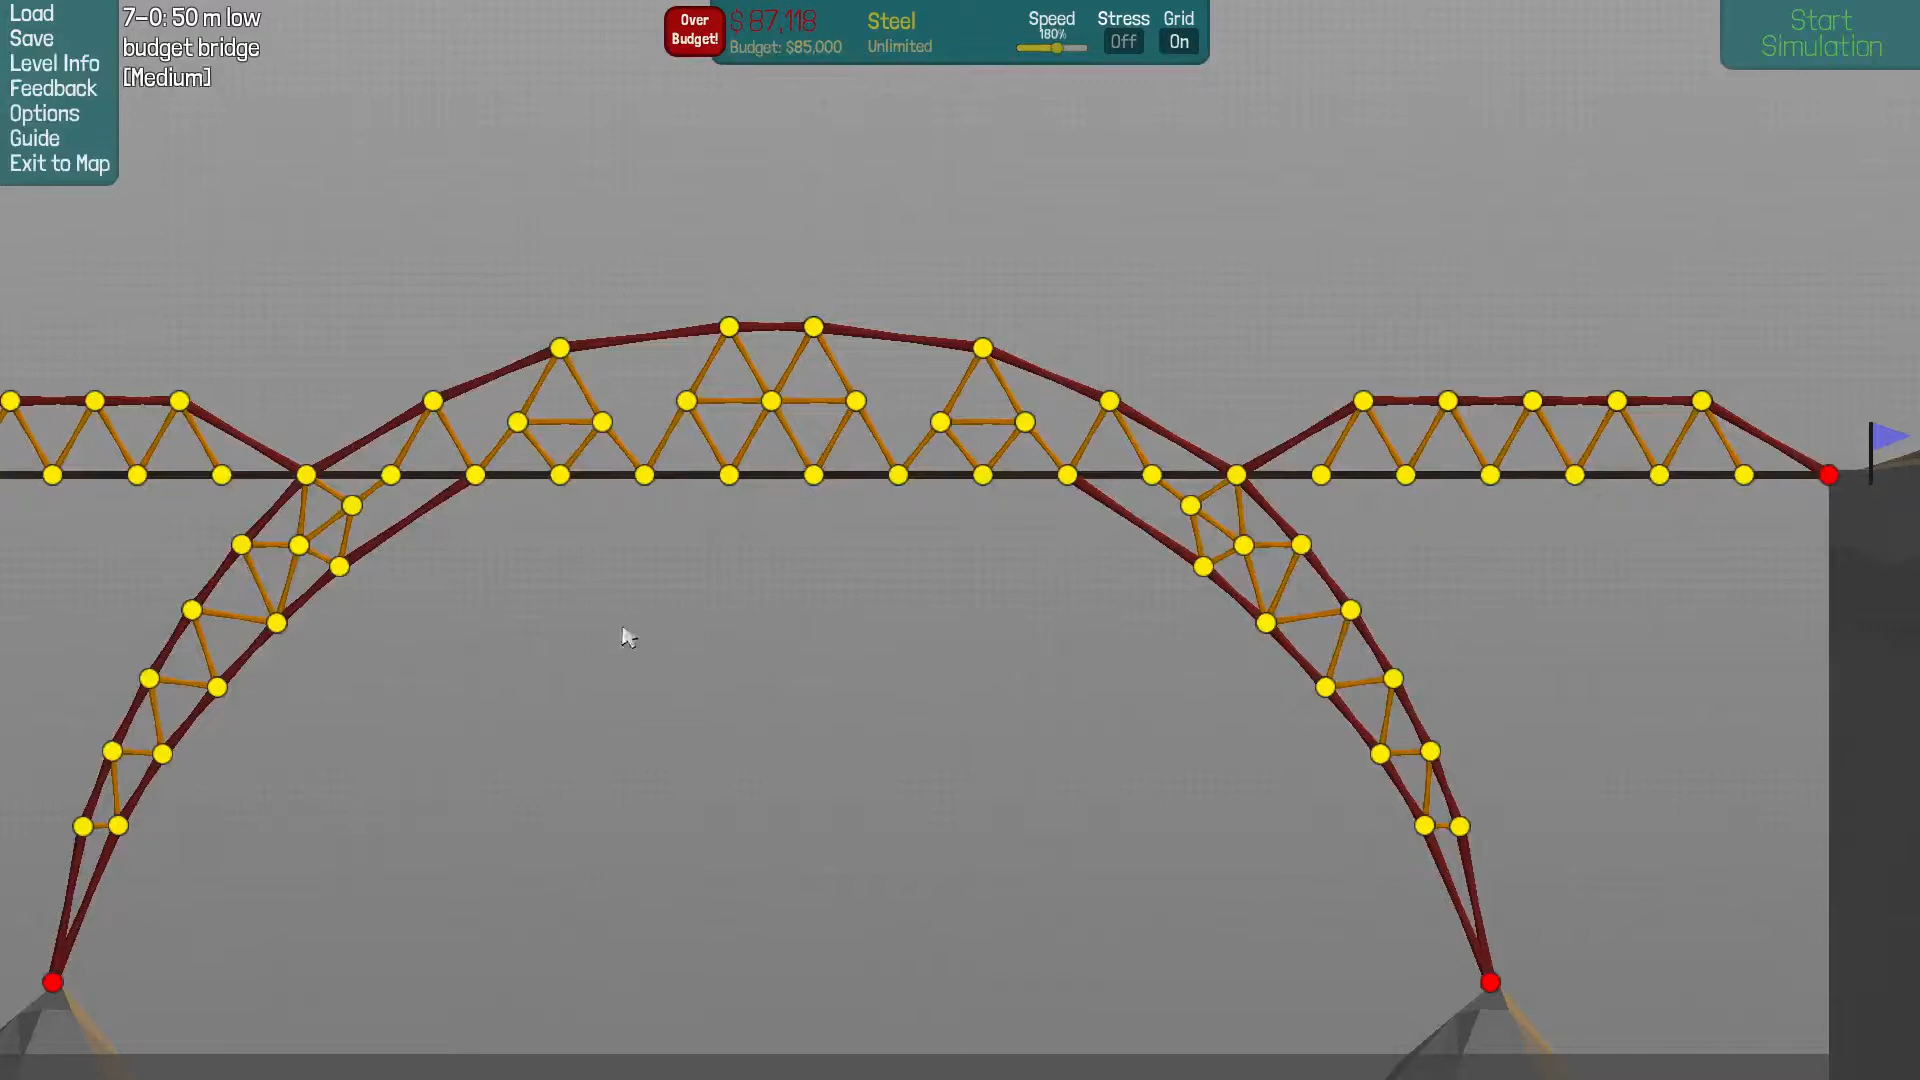 Load
Save
Level Info
Feedback
Options
Guide
Exit to Map
7-0: 50 m low
budget bridge
[Medium]
Over
Budget!
$ 87,118
Budget: $85,000
Steel
Unlimited
Speed
180%
Stress
Off
Grid
On
Start
Simulation